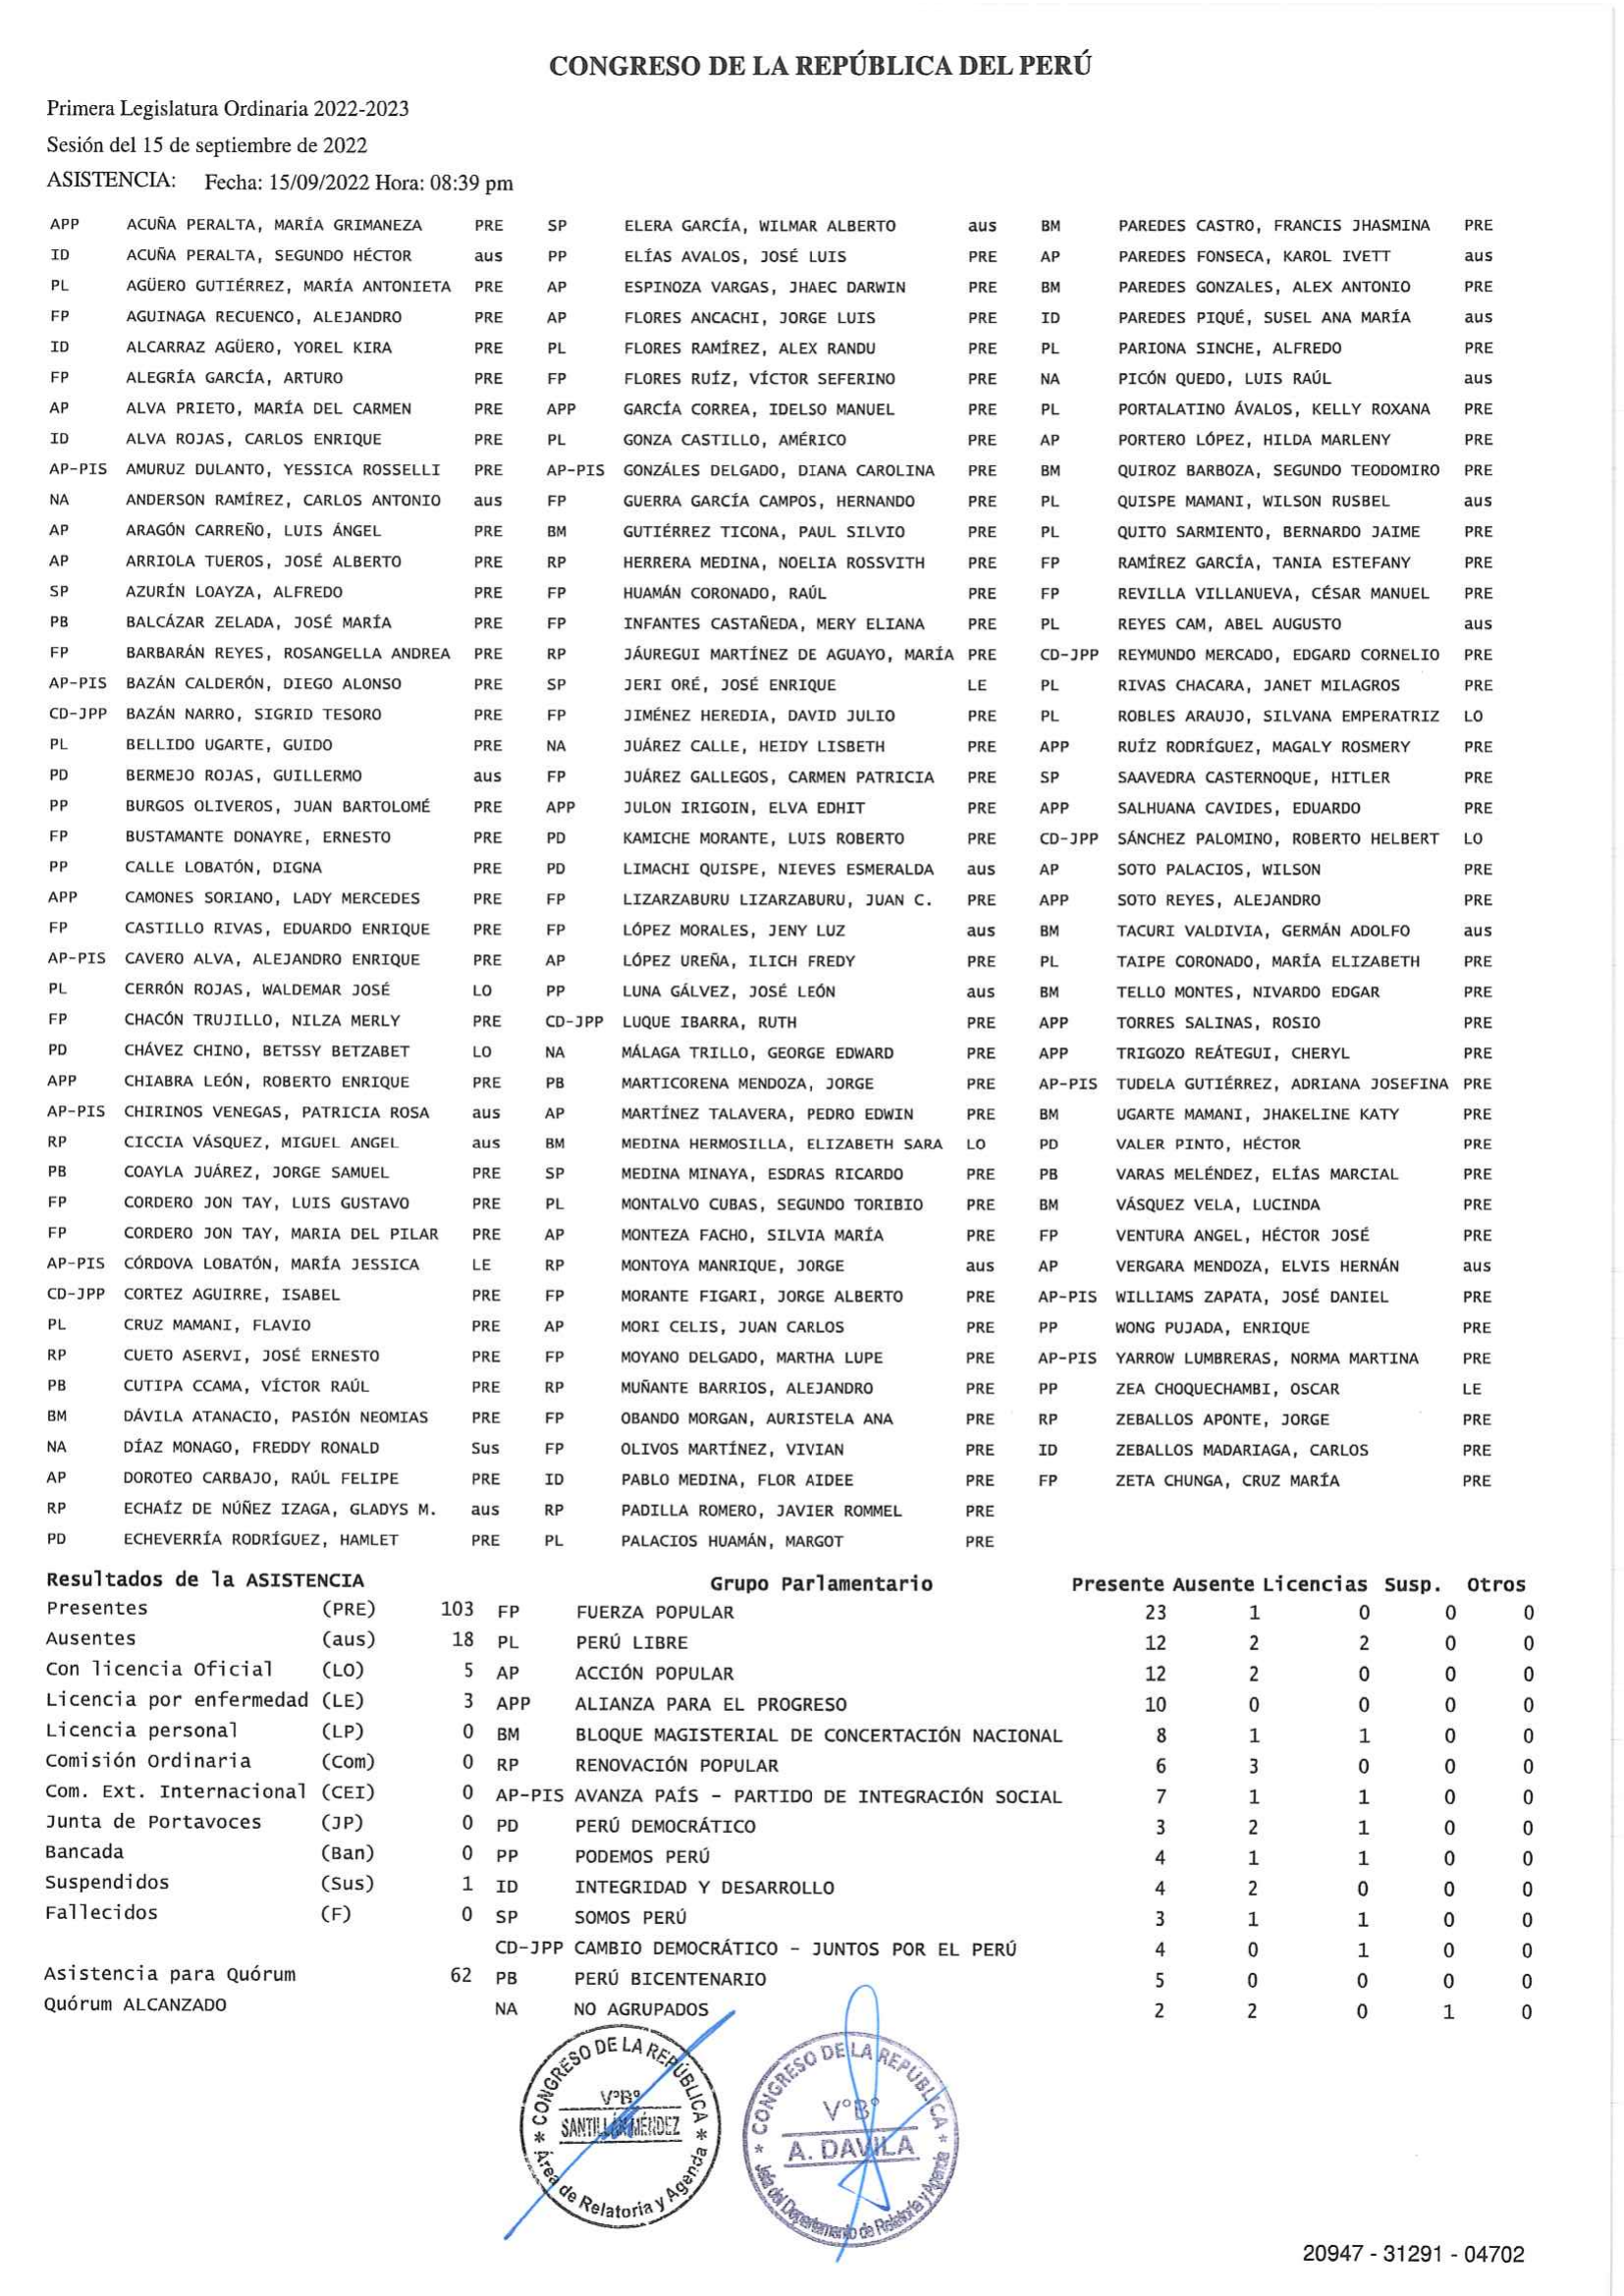 CONGRESO DE LA REPÚBLICA DEL PERÚ
Primera Legislatura Ordinaria 2022-2023
Sesión del 15 de septiembre de 2022
ASISTENCIA: Fecha: 15/09/2022 Hora: 08:39 pm
APP ACUÑA PERALTA, MARÍA GRIMANEZA PRE SP ELERA GARCÍA, WILMAR ALBERTO aus BM PAREDES CASTRO, FRANCIS JHASMINA PRE
ID ACUÑA PERALTA, SEGUNDO HÉCTOR aus PP ELÍAS AVALOS, JOSÉ LUIS PRE AP PAREDES FONSECA, KAROL IVETT aus
PL AGÜERO GUTIÉRREZ, MARÍA ANTONIETA PRE AP ESPINOZA VARGAS, JHAEC DARWIN PRE BM PAREDES GONZALES, ALEX ANTONIO PRE
FP AGUINAGA RECUENCO, ALEJANDRO PRE AP FLORES ANCACHI, JORGE LUIS PRE ID PAREDES PIQUÉ, SUSEL ANA MARÍA aus
ID ALCARRAZ AGÜERO, YOREL KIRA PRE PL FLORES RAMÍREZ, ALEX RANDU PRE PL PARIONA SINCHE, ALFREDO PRE
FP ALEGRÍA GARCÍA, ARTURO PRE FP FLORES RUÍZ, VÍCTOR SEFERINO PRE NA PICÓN QUEDO, LUIS RAÚL aus
AP ALVA PRIETO, MARÍA DEL CARMEN PRE APP GARCÍA CORREA, IDELSO MANUEL PRE PL PORTALATINO ÁVALOS, KELLY ROXANA PRE
ID ALVA ROJAS, CARLOS ENRIQUE PRE PL GONZA CASTILLO, AMÉRICO PRE AP PORTERO LÓPEZ, HILDA MARLENY PRE
AP-PIS AMURUZ DULANTO, YESSICA ROSSELLI PRE AP-PIS GONZÁLES DELGADO, DIANA CAROLINA PRE BM QUIROZ BARBOZA, SEGUNDO TEODOMIRO PRE
NA ANDERSON RAMÍREZ, CARLOS ANTONIO aus FP GUERRA GARCÍA CAMPOS, HERNANDO PRE PL QUISPE MAMANI, WILSON RUSBEL aus
AP ARAGÓN CARREÑO, LUIS ÁNGEL PRE BM GUTIÉRREZ TICONA, PAUL SILVIO PRE PL QUITO SARMIENTO, BERNARDO JAIME PRE
AP ARRIOLA TUEROS, JOSÉ ALBERTO PRE RP HERRERA MEDINA, NOELIA ROSSVITH PRE FP RAMÍREZ GARCÍA, TANIA ESTEFANY PRE
SP AZURÍN LOAYZA, ALFREDO PRE FP HUAMÁN CORONADO, RAÚL PRE FP REVILLA VILLANUEVA, CÉSAR MANUEL PRE
PB BALCÁZAR ZELADA, JOSÉ MARÍA PRE FP INFANTES CASTAÑEDA, MERY ELIANA PRE PL REYES CAM, ABEL AUGUSTO aus
FP BARBARÁN REYES, ROSANGELLA ANDREA PRE RP JÁUREGUI MARTÍNEZ DE AGUAYO, MARÍA PRE CD-JPP REYMUNDO MERCADO, EDGARD CORNELIO PRE
AP-PIS BAZÁN CALDERÓN, DIEGO ALONSO PRE SP JERI ORÉ, JOSÉ ENRIQUE LE PL RIVAS CHACARA, JANET MILAGROS PRE
CD-JPP BAZÁN NARRO, SIGRID TESORO PRE FP JIMÉNEZ HEREDIA, DAVID JULIO PRE PL ROBLES ARAUJO, SILVANA EMPERATRIZ LO
PL BELLIDO UGARTE, GUIDO PRE NA JUÁREZ CALLE, HEIDY LISBETH PRE APP RUÍZ RODRÍGUEZ, MAGALY ROSMERY PRE
PD BERMEJO ROJAS, GUILLERMO aus FP JUÁREZ GALLEGOS, CARMEN PATRICIA PRE SP SAAVEDRA CASTERNOQUE, HITLER PRE
PP BURGOS OLIVEROS, JUAN BARTOLOMÉ PRE APP JULON IRIGOIN, ELVA EDHIT PRE APP SALHUANA CAVIDES, EDUARDO PRE
FP BUSTAMANTE DONAYRE, ERNESTO PRE PD KAMICHE MORANTE, LUIS ROBERTO PRE CD-JPP SÁNCHEZ PALOMINO, ROBERTO HELBERT LO
PP CALLE LOBATÓN, DIGNA PRE PD LIMACHI QUISPE, NIEVES ESMERALDA aus AP SOTO PALACIOS, WILSON PRE
APP CAMONES SORIANO, LADY MERCEDES PRE FP LIZARZABURU LIZARZABURU, JUAN C. PRE APP SOTO REYES, ALEJANDRO PRE
FP CASTILLO RIVAS, EDUARDO ENRIQUE PRE FP LÓPEZ MORALES, JENY LUZ aus BM TACURI VALDIVIA, GERMÁN ADOLFO aus
AP-PIS CAVERO ALVA, ALEJANDRO ENRIQUE PRE AP LÓPEZ UREÑA, ILICH FREDY PRE PL TAIPE CORONADO, MARÍA ELIZABETH PRE
PL CERRÓN ROJAS, WALDEMAR JOSÉ LO PP LUNA GÁLVEZ, JOSÉ LEÓN aus BM TELLO MONTES, NIVARDO EDGAR PRE
FP CHACÓN TRUJILLO, NILZA MERLY PRE CD-JPP LUQUE IBARRA, RUTH PRE APP TORRES SALINAS, ROSIO PRE
PD CHÁVEZ CHINO, BETSSY BETZABET LO NA MÁLAGA TRILLO, GEORGE EDWARD PRE APP TRIGOZO REÁTEGUI, CHERYL PRE
APP CHIABRA LEÓN, ROBERTO ENRIQUE PRE PB MARTICORENA MENDOZA, JORGE PRE AP-PIS TUDELA GUTIÉRREZ, ADRIANA JOSEFINA PRE
AP-PIS CHIRINOS VENEGAS, PATRICIA ROSA aus AP MARTÍNEZ TALAVERA, PEDRO EDWIN PRE BM UGARTE MAMANI, JHAKELINE KATY PRE
RP CICCIA VÁSQUEZ, MIGUEL ANGEL aus BM MEDINA HERMOSILLA, ELIZABETH SARA LO PD VALER PINTO, HÉCTOR PRE
PB COAYLA JUÁREZ, JORGE SAMUEL PRE SP MEDINA MINAYA, ESDRAS RICARDO PRE PB VARAS MELÉNDEZ, ELÍAS MARCIAL PRE
FP CORDERO JON TAY, LUIS GUSTAVO PRE PL MONTALVO CUBAS, SEGUNDO TORIBIO PRE BM VÁSQUEZ VELA, LUCINDA PRE
FP CORDERO JON TAY, MARIA DEL PILAR PRE AP MONTEZA FACHO, SILVIA MARÍA PRE FP VENTURA ANGEL, HÉCTOR JOSÉ PRE
AP-PIS CÓRDOVA LOBATÓN, MARÍA JESSICA LE RP MONTOYA MANRIQUE, JORGE aus AP VERGARA MENDOZA, ELVIS HERNÁN aus
CD-JPP CORTEZ AGUIRRE, ISABEL PRE FP MORANTE FIGARI, JORGE ALBERTO PRE AP-PIS WILLIAMS ZAPATA, JOSÉ DANIEL PRE
PL CRUZ MAMANI, FLAVIO PRE AP MORI CELIS, JUAN CARLOS PRE PP WONG PUJADA, ENRIQUE PRE
RP CUETO ASERVI, JOSÉ ERNESTO PRE FP MOYANO DELGADO, MARTHA LUPE PRE AP-PIS YARROW LUMBRERAS, NORMA MARTINA PRE
PB CUTIPA CCAMA, VÍCTOR RAÚL PRE RP MUÑANTE BARRIOS, ALEJANDRO PRE PP ZEA CHOQUECHAMBI, OSCAR LE
BM DÁVILA ATANACIO, PASIÓN NEOMIAS PRE FP OBANDO MORGAN, AURISTELA ANA PRE RP ZEBALLOS APONTE, JORGE PRE
NA DÍAZ MONAGO, FREDDY RONALD Sus FP OLIVOS MARTÍNEZ, VIVIAN PRE ID ZEBALLOS MADARIAGA, CARLOS PRE
AP DOROTEO CARBAJO, RAÚL FELIPE PRE ID PABLO MEDINA, FLOR AIDEE PRE FP ZETA CHUNGA, CRUZ MARÍA PRE
RP ECHAÍZ DE NÚÑEZ IZAGA, GLADYS M. aus RP PADILLA ROMERO, JAVIER ROMMEL PRE
PD ECHEVERRÍA RODRÍGUEZ, HAMLET PRE PL PALACIOS HUAMÁN, MARGOT PRE
Resultados de la ASISTENCIA Grupo Parlamentario Presente Ausente Licencias Susp. Otros
Presentes (PRE) 103 FP FUERZA POPULAR 23 1 0 0 0
Ausentes (aus) 18 PL PERÚ LIBRE 12 2 2 0 0
Con licencia Oficial (LO) 5 AP ACCIÓN POPULAR 12 2 0 0 0
Licencia por enfermedad (LE) 3 APP ALIANZA PARA EL PROGRESO 10 0 0 0 0
Licencia personal (LP) 0 BM BLOQUE MAGISTERIAL DE CONCERTACIÓN NACIONAL 8 1 1 0 0
Comisión Ordinaria (Com) 0 RP RENOVACIÓN POPULAR 6 3 0 0 0
Com. Ext. Internacional (CEI) 0 AP-PIS AVANZA PAÍS - PARTIDO DE INTEGRACIÓN SOCIAL 7 1 1 0 0
Junta de Portavoces (JP) 0 PD PERÚ DEMOCRÁTICO 3 2 1 0 0
Bancada (Ban) 0 PP PODEMOS PERÚ 4 1 1 0 0
Suspendidos (Sus) 1 ID INTEGRIDAD Y DESARROLLO 4 2 0 0 0
Fallecidos (F) 0 SP SOMOS PERÚ 3 1 1 0 0
CD-JPP CAMBIO DEMOCRÁTICO - JUNTOS POR EL PERÚ 4 0 1 0 0
Asistencia para Quórum 62 PB PERÚ BICENTENARIO 5 0 0 0 0
Quórum ALCANZADO NA NO AGRUPADOS 2 2 0 1 0
* CONGRESO DE LA REPÚBLICA *
V°B°
SANTILLÁN MÉNDEZ
Área de Relatoria y Agenda
* CONGRESO DE LA REPÚBLICA *
V°B°
A. DAVILA
Jefa del Departamento de Relatoria y Agenda
20947 - 31291 - 04702